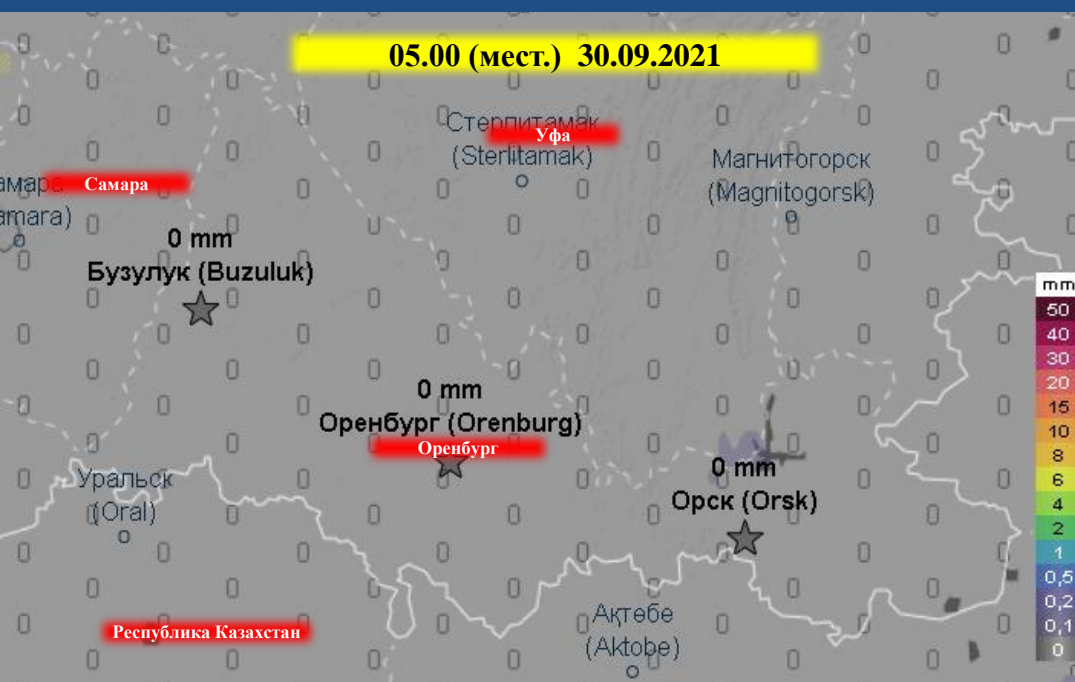 05.00 (мест.) 30.09.2021
Стерлитамак
Уфа
(Sterlitamak)
Магнитогорск
(Magnitogorsk)
амара
Самара
amara)
0 mm
Бузулук (Buzuluk)
0 mm
Оренбург (Orenburg)
Оренбург
0 mm
Орск (Orsk)
Уральск
(Oral)
Ақтөбе
(Aktobe)
Республика Казахстан
mm
50
40
30
20
15
10
8
6
4
2
1
0,5
0,2
0,1
0